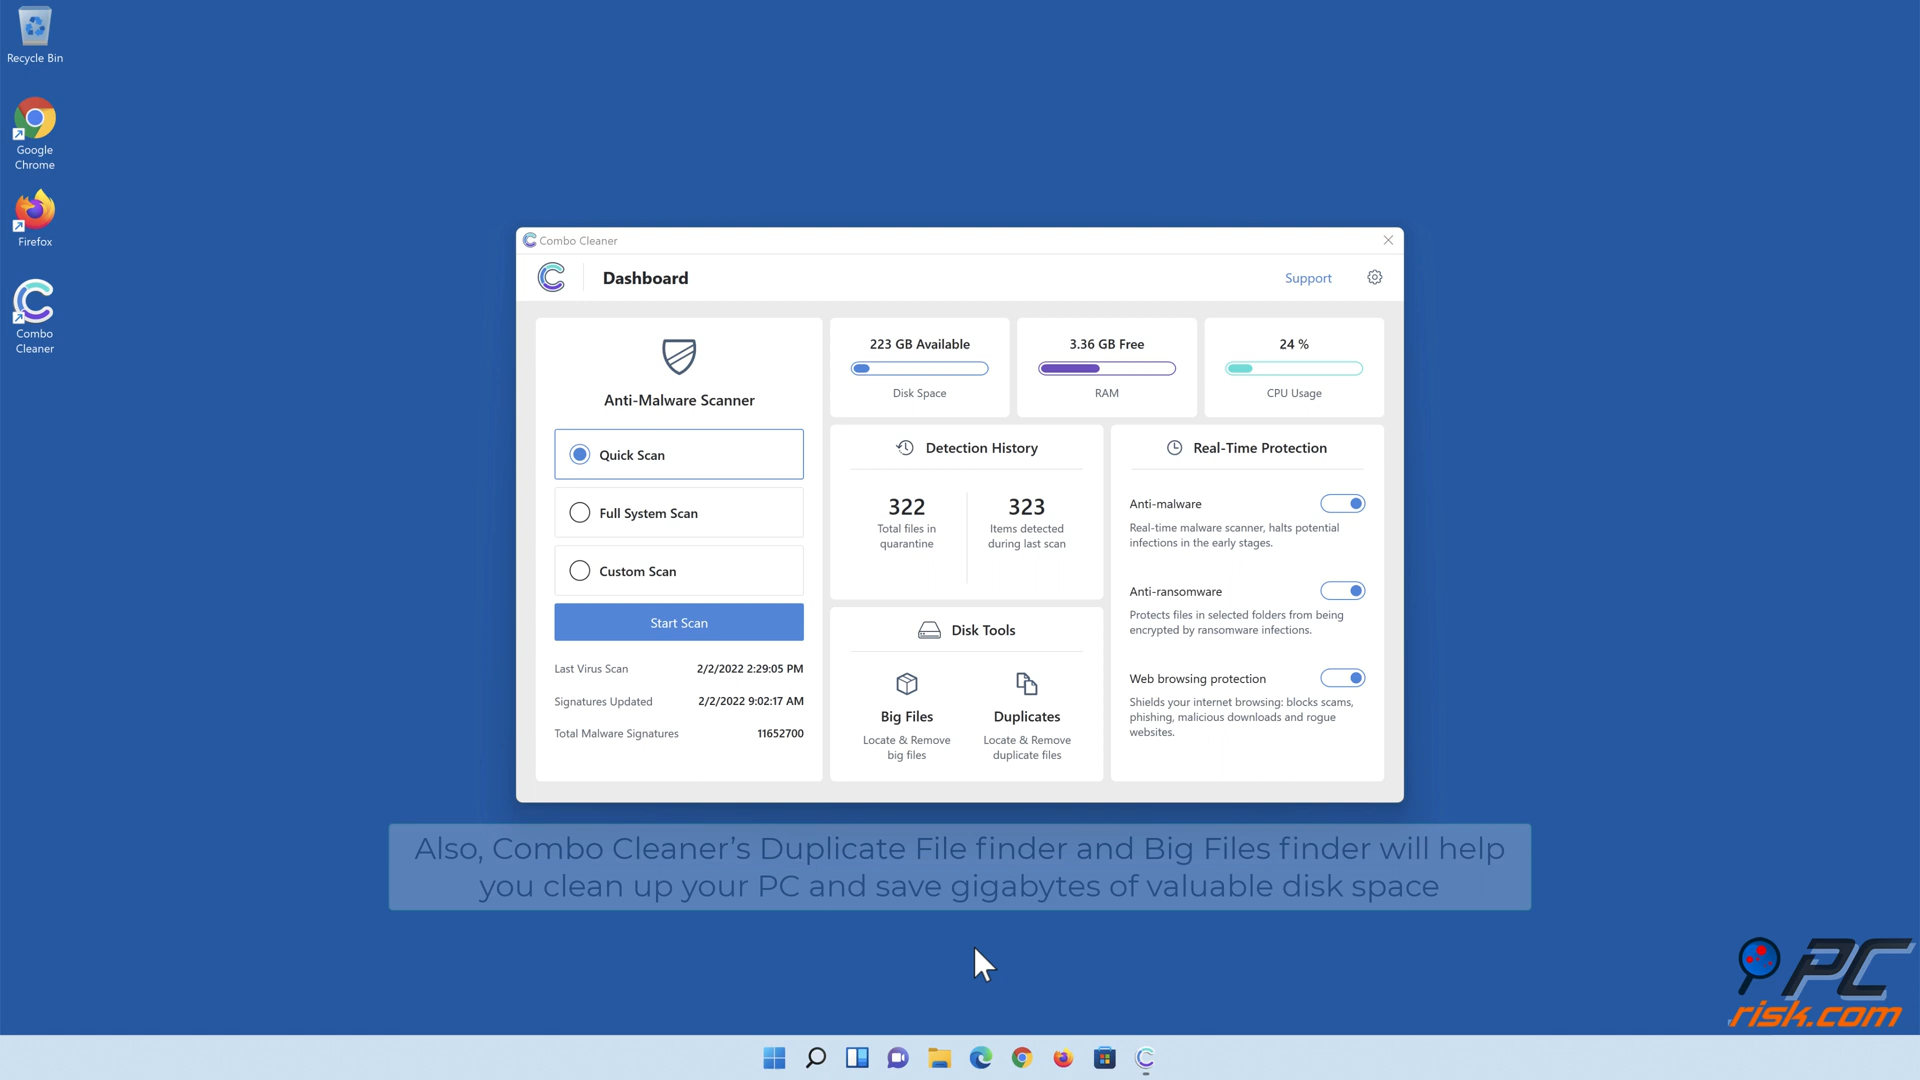 Recycle Bin
Google
Chrome
Firefox
Combo
Cleaner
Combo Cleaner
Dashboard
Support
Anti-Malware Scanner
Quick Scan
Full System Scan
Custom Scan
Start Scan
Last Virus Scan 2/2/2022 2:29:05 PM
Signatures Updated 2/2/2022 9:02:17 AM
Total Malware Signatures 11652700
223 GB Available
Disk Space
3.36 GB Free
RAM
24 %
CPU Usage
Detection History
322
Total files in
quarantine
323
Items detected
during last scan
Disk Tools
Big Files
Locate & Remove
big files
Duplicates
Locate & Remove
duplicate files
Real-Time Protection
Anti-malware
Real-time malware scanner, halts potential
infections in the early stages.
Anti-ransomware
Protects files in selected folders from being
encrypted by ransomware infections.
Web browsing protection
Shields your internet browsing: blocks scams,
phishing, malicious downloads and rogue
websites.
Also, Combo Cleaner’s Duplicate File finder and Big Files finder will help
you clean up your PC and save gigabytes of valuable disk space
PC
risk.com